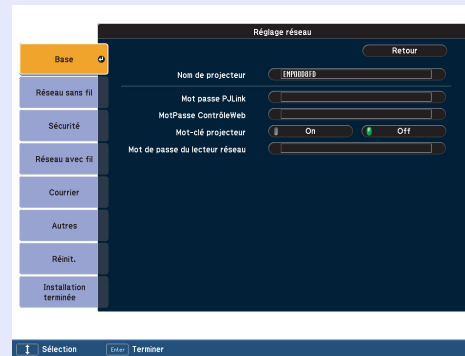 Réglage réseau
Retour
Base
Réseau sans fil
Sécurité
Réseau avec fil
Courrier
Autres
Réinit.
Installation
terminée
Nom de projecteur EMP00D8FD
Mot passe PJLink
MotPasse ContrôleWeb
Mot-clé projecteur On Off
Mot de passe du lecteur réseau
Sélection Enter Terminer